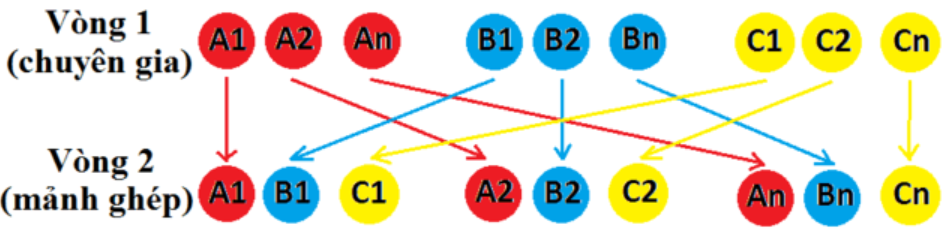 Vòng 1
(chuyên gia)
A1 A2 An B1 B2 Bn C1 C2 Cn
Vòng 2
(mảnh ghép)
A1 B1 C1 A2 B2 C2 An Bn Cn